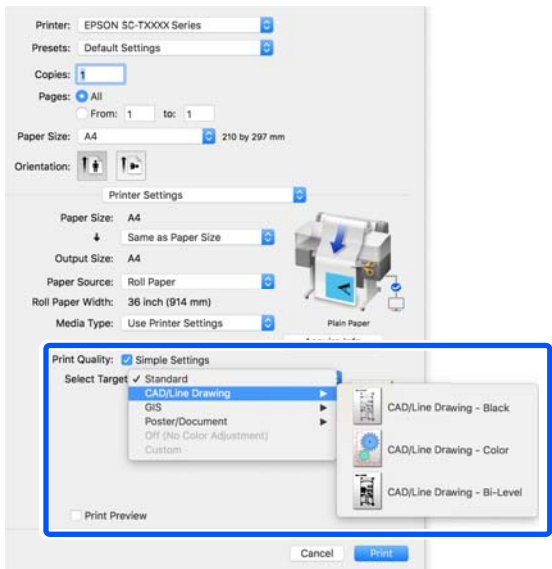 Printer: EPSON SC-TXXXX Series
Presets: Default Settings
Copies: 1
Pages: All
From: 1 to: 1
Paper Size: A4 210 by 297 mm
Orientation:
Printer Settings
Paper Size: A4
Same as Paper Size
Output Size: A4
Paper Source: Roll Paper
Roll Paper Width: 36 inch (914 mm)
Media Type: Use Printer Settings
Plain Paper
Print Quality: Simple Settings
Select Target Standard
CAD/Line Drawing
GIS
Poster/Document
Off (No Color Adjustment)
Custom
CAD/Line Drawing - Black
CAD/Line Drawing - Color
CAD/Line Drawing - Bi-Level
Print Preview
Cancel Print